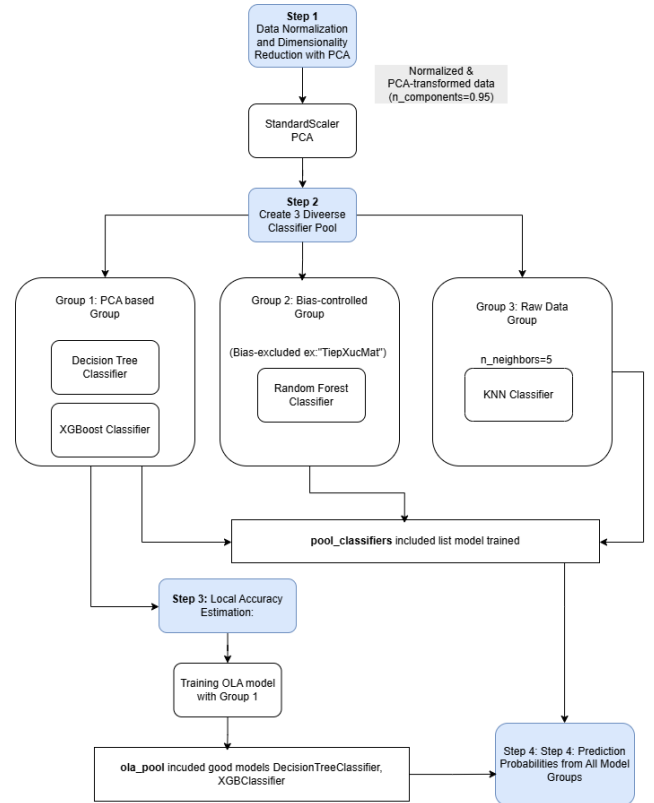 Step 1
Data Normalization
and Dimensionality
Reduction with PCA
Normalized &
PCA-transformed data
(n_components=0.95)
StandardScaler
PCA
Step 2
Create 3 Diveerse
Classifier Pool
Group 1: PCA based
Group
Decision Tree
Classifier
XGBoost Classifier
Group 2: Bias-controlled
Group
(Bias-excluded ex:"TiepXucMat")
Random Forest
Classifier
Group 3: Raw Data
Group
n_neighbors=5
KNN Classifier
pool_classifiers included list model trained
Step 3: Local Accuracy
Estimation:
Training OLA model
with Group 1
ola_pool incuded good models DecisionTreeClassifier,
XGBClassifier
Step 4: Step 4: Prediction
Probabilities from All Model
Groups